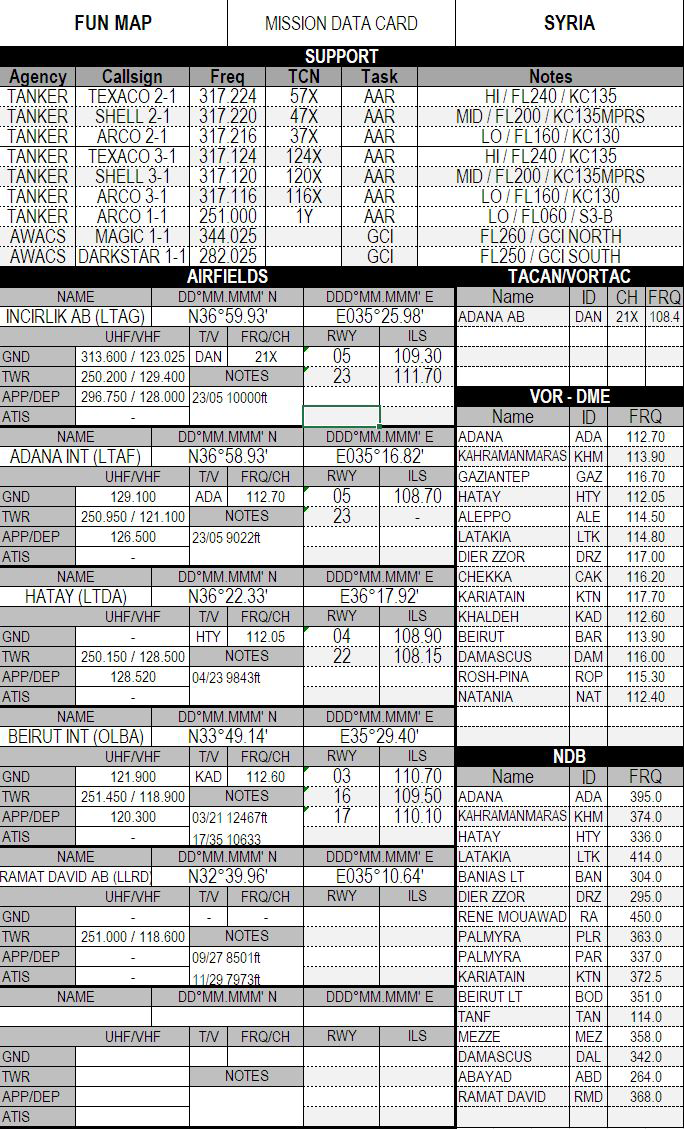 FUN MAP MISSION DATA CARD SYRIA
SUPPORT
Agency Callsign Freq TCN Task Notes
TANKER TEXACO 2-1 317.224 57X AAR HI / FL240 / KC135
TANKER SHELL 2-1 317.220 47X AAR MID / FL200 / KC135MPRS
TANKER ARCO 2-1 317.216 37X AAR LO / FL160 / KC130
TANKER TEXACO 3-1 317.124 124X AAR HI / FL240 / KC135
TANKER SHELL 3-1 317.120 120X AAR MID / FL200 / KC135MPRS
TANKER ARCO 3-1 317.116 116X AAR LO / FL160 / KC130
TANKER ARCO 1-1 251.000 1Y AAR LO / FL060 / S3-B
AWACS MAGIC 1-1 344.025 GCI FL260 / GCI NORTH
AWACS DARKSTAR 1-1 282.025 GCI FL250 / GCI SOUTH
AIRFIELDS
NAME DD°MM.MMM' N DDD°MM.MMM' E
INCIRLIK AB (LTAG) N36°59.93' E035°25.98'
UHF/VHF T/V FRQ/CH RWY ILS
GND 313.600 / 123.025 DAN 21X 05 109.30
TWR 250.200 / 129.400 NOTES 23 111.70
APP/DEP 296.750 / 128.000 23/05 10000ft
ATIS -
NAME DD°MM.MMM' N DDD°MM.MMM' E
ADANA INT (LTAF) N36°58.93' E035°16.82'
UHF/VHF T/V FRQ/CH RWY ILS
GND 129.100 ADA 112.70 05 108.70
TWR 250.950 / 121.100 NOTES 23 -
APP/DEP 126.500 23/05 9022ft
ATIS -
NAME DD°MM.MMM' N DDD°MM.MMM' E
HATAY (LTDA) N36°22.33' E36°17.92'
UHF/VHF T/V FRQ/CH RWY ILS
GND - HTY 112.05 04 108.90
TWR 250.150 / 128.500 NOTES 22 108.15
APP/DEP 128.520 04/23 9843ft
ATIS -
NAME DD°MM.MMM' N DDD°MM.MMM' E
BEIRUT INT (OLBA) N33°49.14' E35°29.40'
UHF/VHF T/V FRQ/CH RWY ILS
GND 121.900 KAD 112.60 03 110.70
TWR 251.450 / 118.900 NOTES 16 109.50
APP/DEP 120.300 03/21 12467ft 17 110.10
ATIS - 17/35 10633
NAME DD°MM.MMM' N DDD°MM.MMM' E
RAMAT DAVID AB (LLRD) N32°39.96' E035°10.64'
UHF/VHF T/V FRQ/CH RWY ILS
GND - - -
TWR 251.000 / 118.600 NOTES
APP/DEP - 09/27 8501ft
ATIS - 11/29 7973ft
NAME DD°MM.MMM' N DDD°MM.MMM' E
UHF/VHF T/V FRQ/CH RWY ILS
GND
TWR NOTES
APP/DEP
ATIS
TACAN/VORTAC
Name ID CH FRQ
ADANA AB DAN 21X 108.4
VOR - DME
Name ID FRQ
ADANA ADA 112.70
KAHRAMANMARAS KHM 113.90
GAZIANTEP GAZ 116.70
HATAY HTY 112.05
ALEPPO ALE 114.50
LATAKIA LTK 114.80
DIER ZZOR DRZ 117.00
CHEKKA CAK 116.20
KARIATAIN KTN 117.70
KHALDEH KAD 112.60
BEIRUT BAR 113.90
DAMASCUS DAM 116.00
ROSH-PINA ROP 115.30
NATANIA NAT 112.40
NDB
Name ID FRQ
ADANA ADA 395.0
KAHRAMANMARAS KHM 374.0
HATAY HTY 336.0
LATAKIA LTK 414.0
BANIAS LT BAN 304.0
DIER ZZOR DRZ 295.0
RENE MOUAWAD RA 450.0
PALMYRA PLR 363.0
PALMYRA PAR 337.0
KARIATAIN KTN 372.5
BEIRUT LT BOD 351.0
TANF TAN 114.0
MEZZE MEZ 358.0
DAMASCUS DAL 342.0
ABAYAD ABD 264.0
RAMAT DAVID RMD 368.0